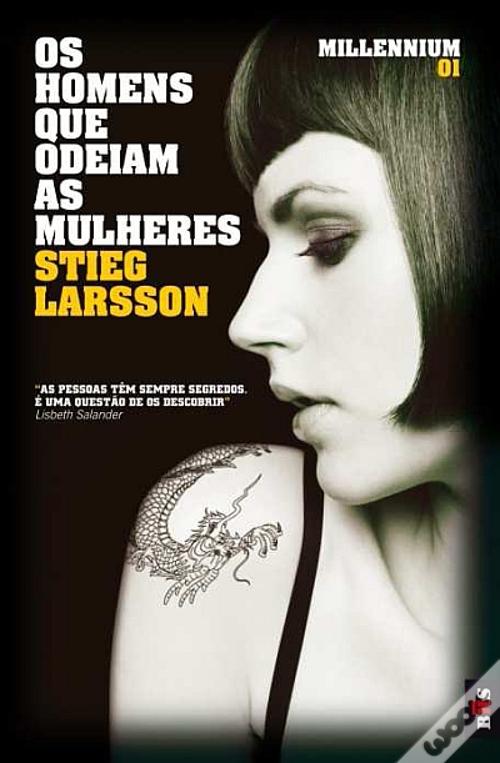 OS
HOMENS
QUE
ODEIAM
AS
MULHERES
STIEG
LARSSON
MILLENNIUM
01
"AS PESSOAS TÊM SEMPRE SEGREDOS.
É UMA QUESTÃO DE OS DESCOBRIR"
Lisbeth Salander